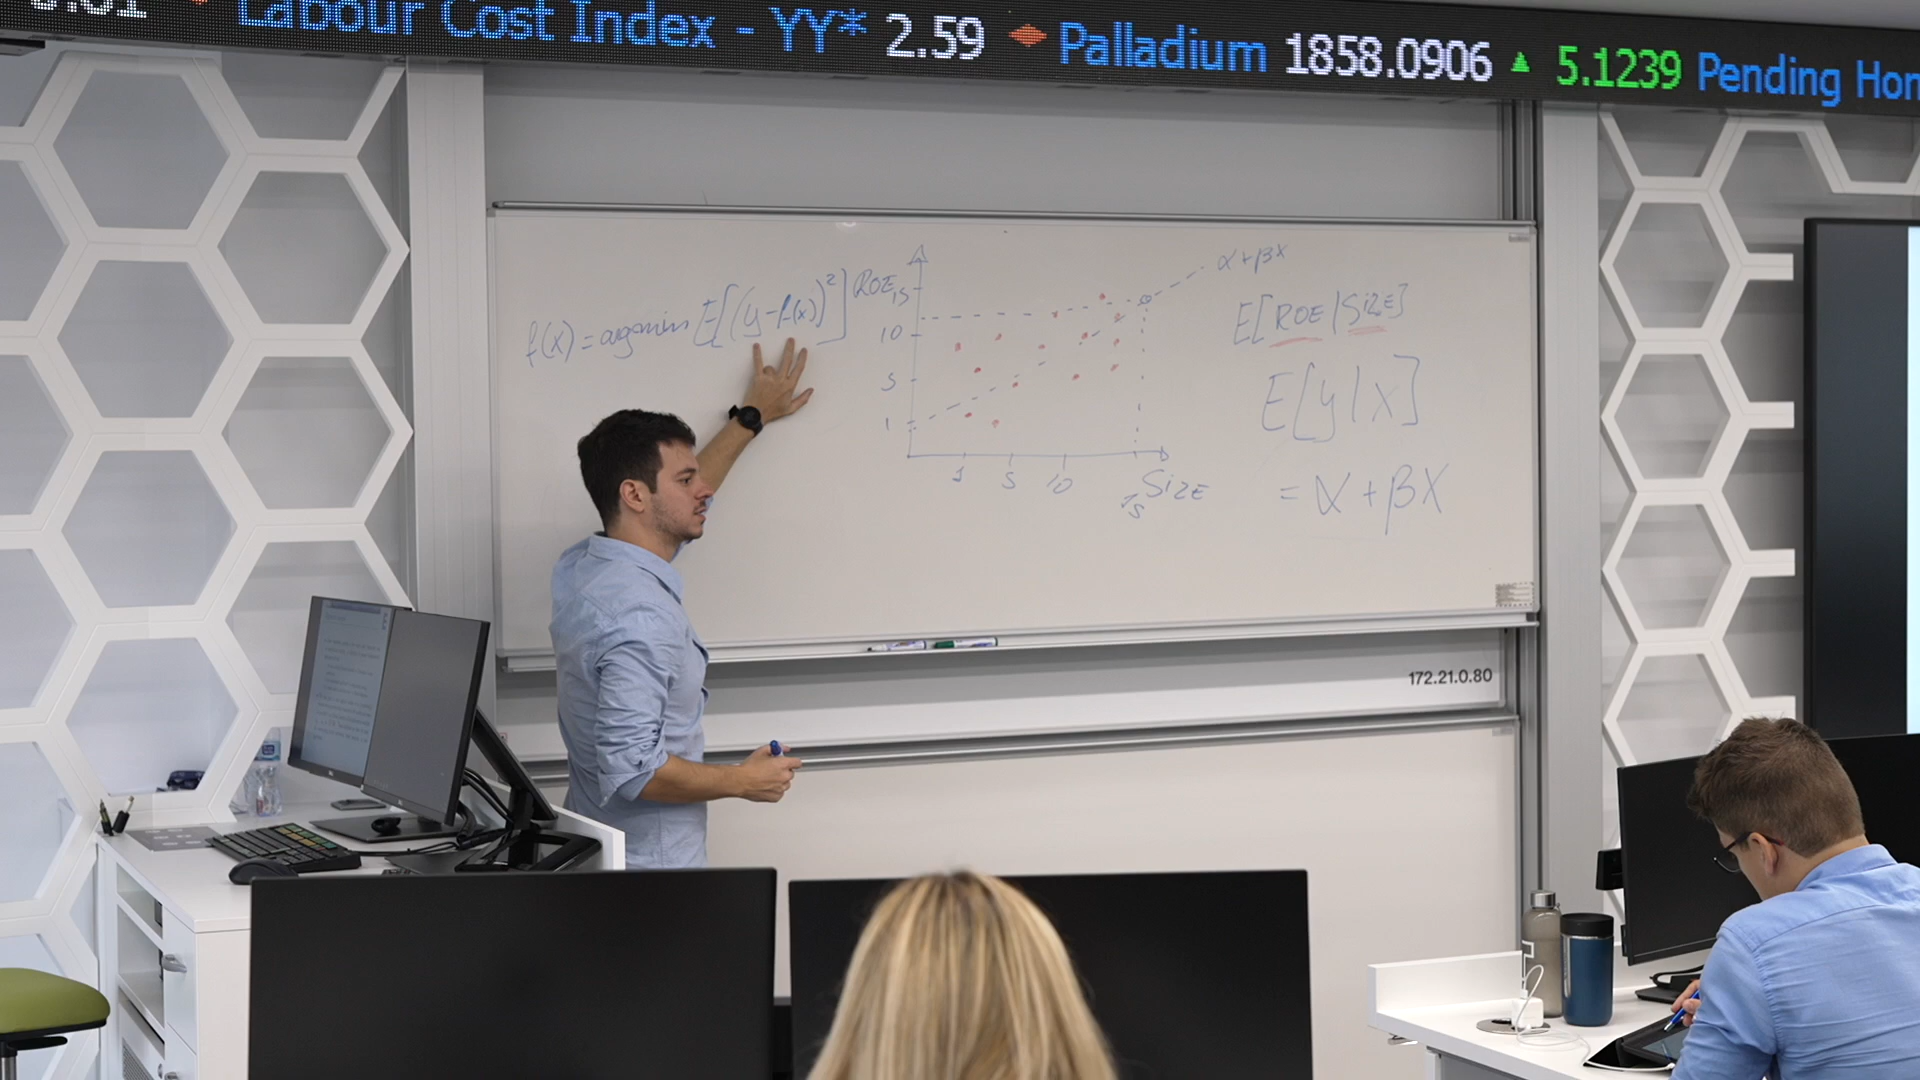 Labour Cost Index - YY* 2.59 Palladium 1858.0906 ▲ 5.1239 Pending Hom
f(x) = argmin E[(y - f(x))²]
ROE
15
10
5
1
1 5 10 15
Size
α+βX
E[ROE|SizE]
E[y|X]
= α + βX
172.21.0.80